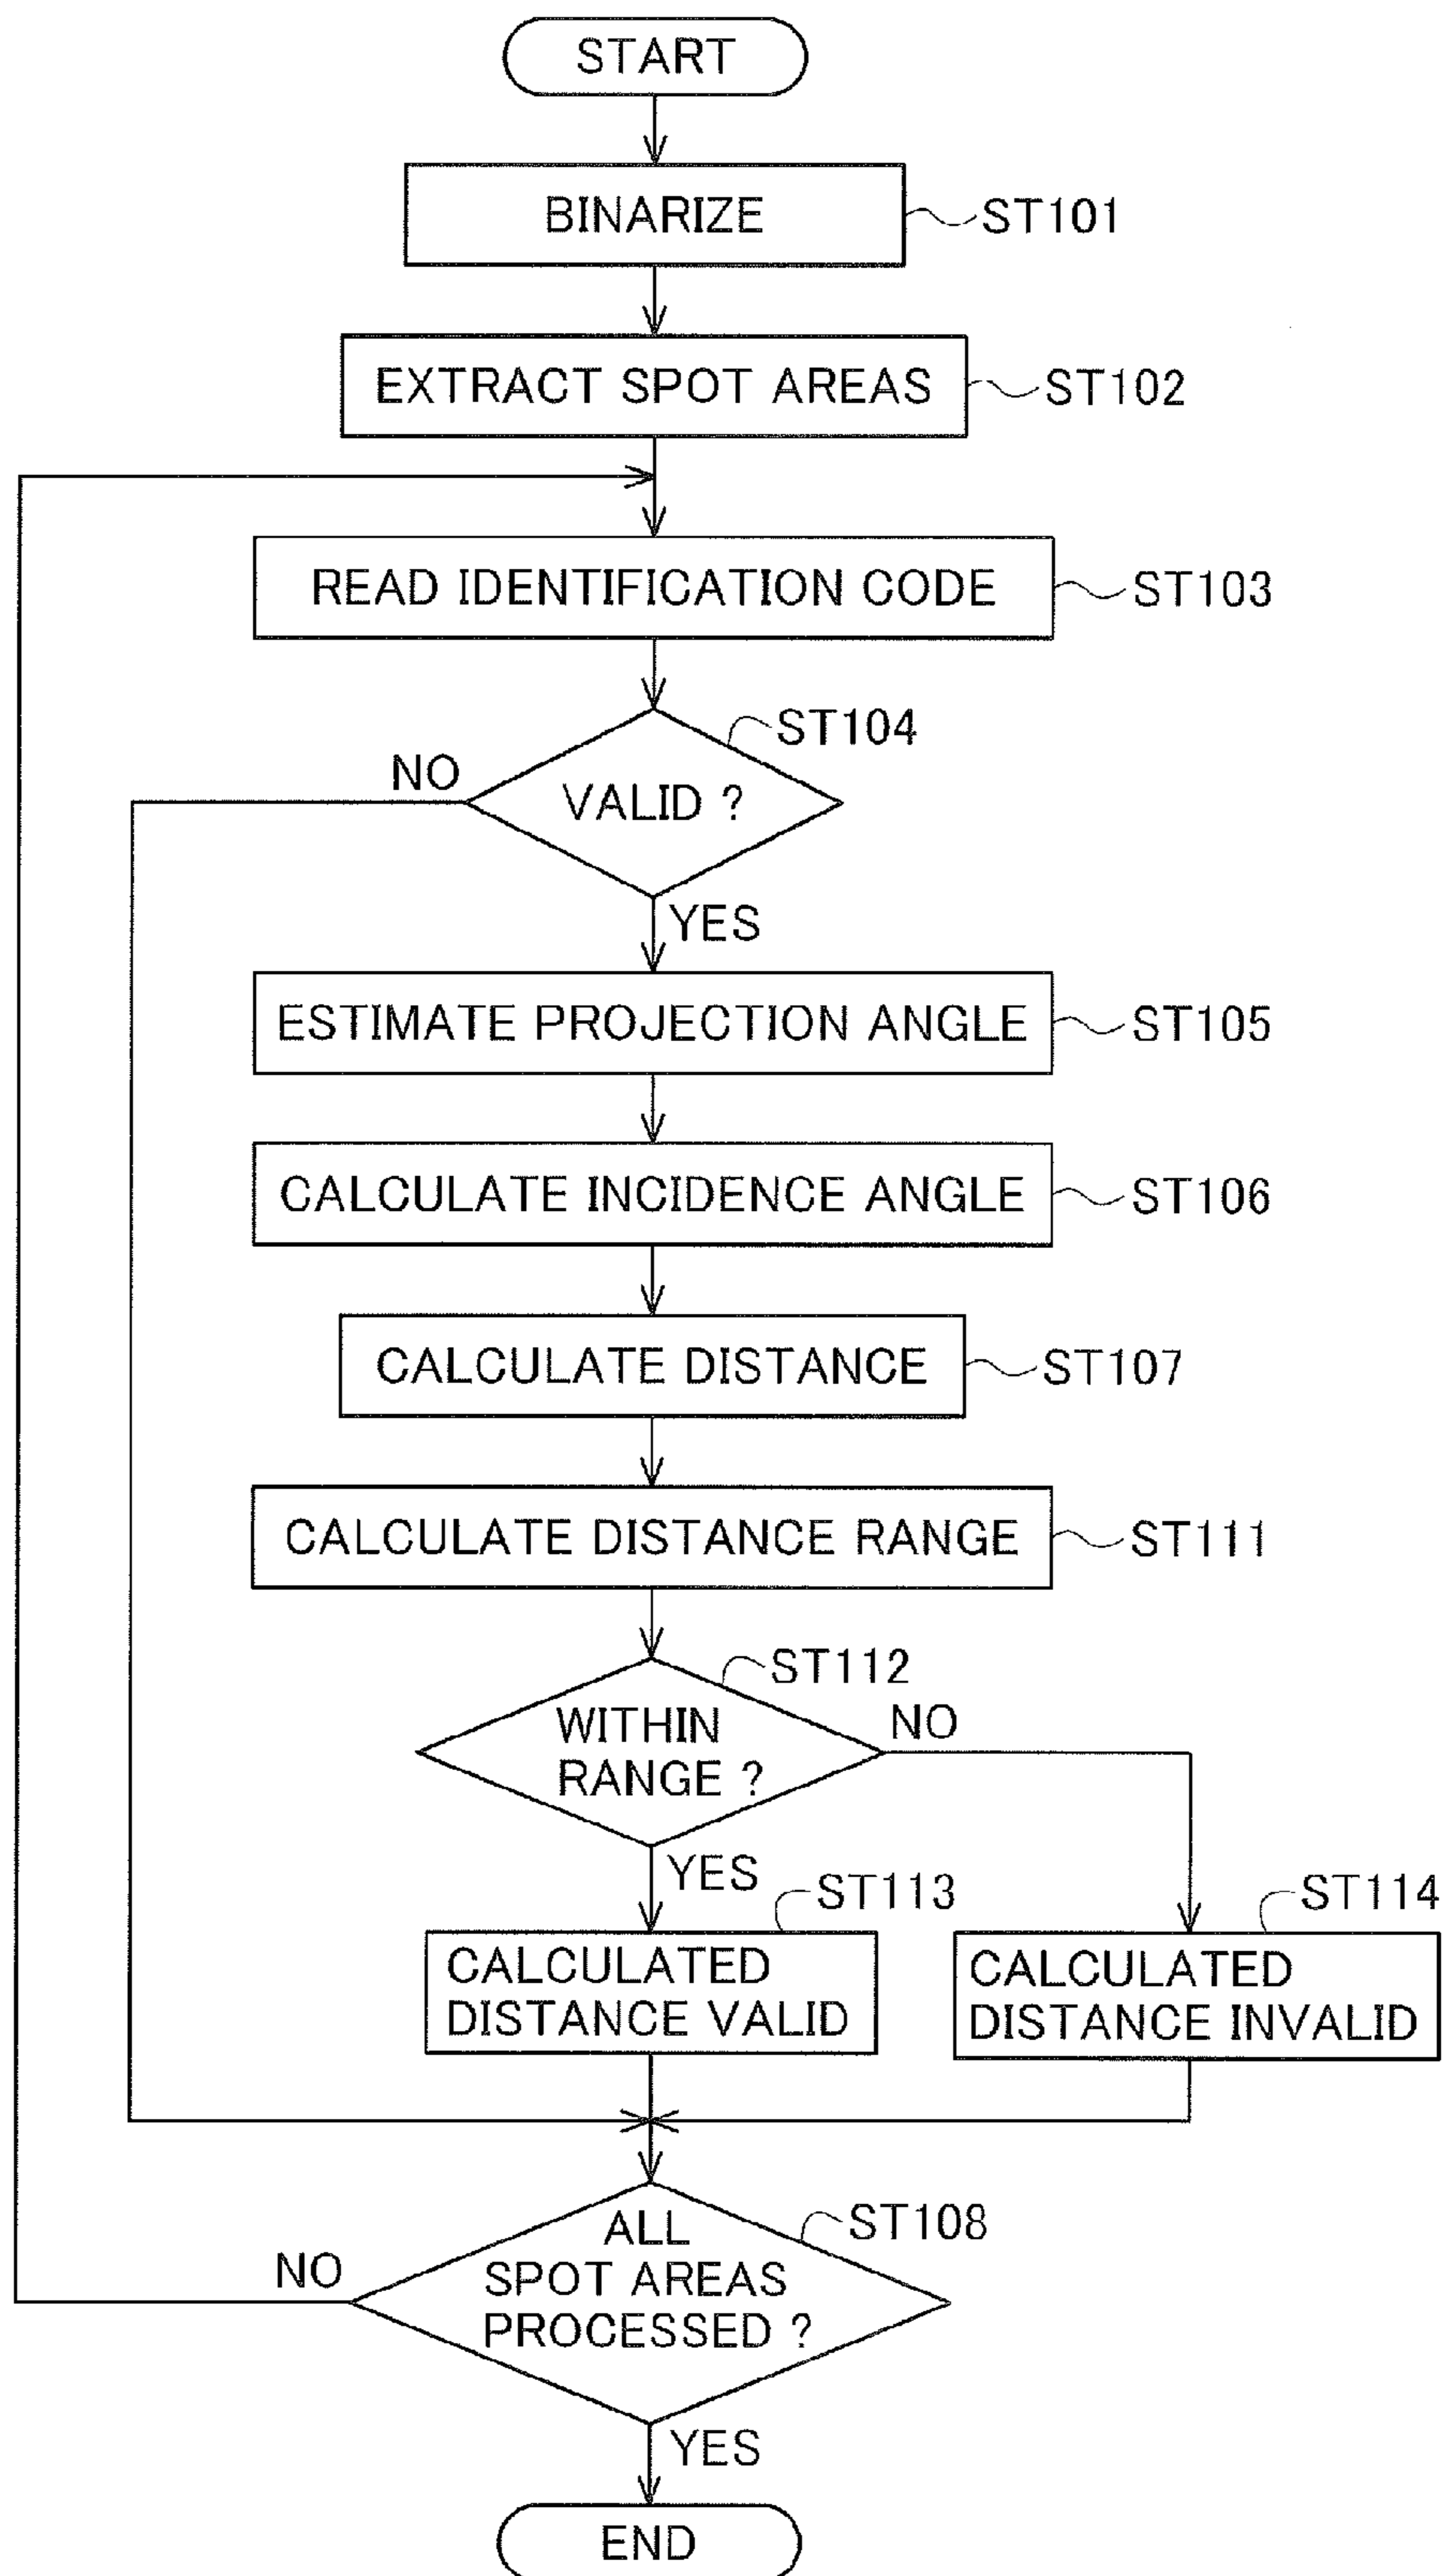 START
BINARIZE
ST101
EXTRACT SPOT AREAS
ST102
READ IDENTIFICATION CODE
ST103
ST104
NO
VALID ?
YES
ESTIMATE PROJECTION ANGLE
ST105
CALCULATE INCIDENCE ANGLE
ST106
CALCULATE DISTANCE
ST107
CALCULATE DISTANCE RANGE
ST111
ST112
WITHIN
RANGE ?
NO
YES
ST113
CALCULATED
DISTANCE VALID
ST114
CALCULATED
DISTANCE INVALID
ST108
ALL
SPOT AREAS
PROCESSED ?
NO
YES
END